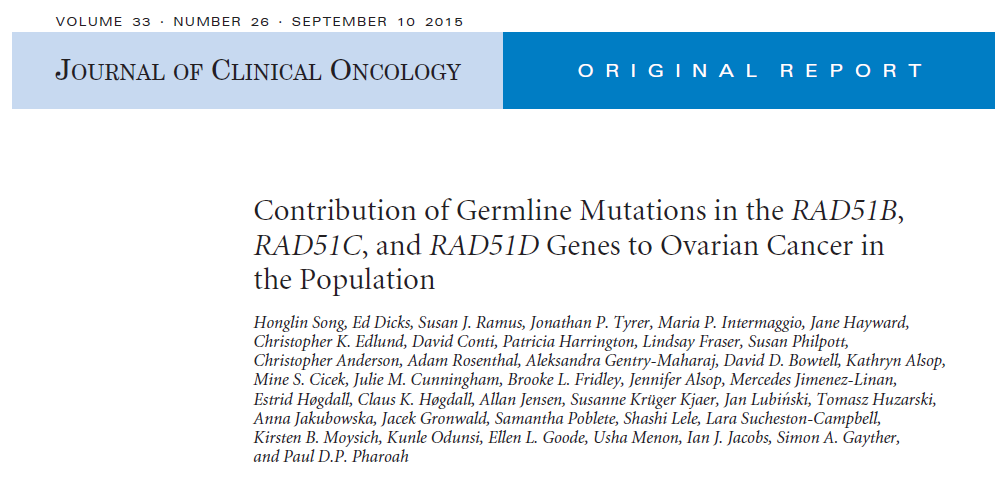 VOLUME 33 · NUMBER 26 · SEPTEMBER 10 2015
JOURNAL OF CLINICAL ONCOLOGY
ORIGINAL REPORT
Contribution of Germline Mutations in the RAD51B,
RAD51C, and RAD51D Genes to Ovarian Cancer in
the Population
Honglin Song, Ed Dicks, Susan J. Ramus, Jonathan P. Tyrer, Maria P. Intermaggio, Jane Hayward,
Christopher K. Edlund, David Conti, Patricia Harrington, Lindsay Fraser, Susan Philpott,
Christopher Anderson, Adam Rosenthal, Aleksandra Gentry-Maharaj, David D. Bowtell, Kathryn Alsop,
Mine S. Cicek, Julie M. Cunningham, Brooke L. Fridley, Jennifer Alsop, Mercedes Jimenez-Linan,
Estrid Høgdall, Claus K. Høgdall, Allan Jensen, Susanne Krüger Kjaer, Jan Lubiński, Tomasz Huzarski,
Anna Jakubowska, Jacek Gronwald, Samantha Poblete, Shashi Lele, Lara Sucheston-Campbell,
Kirsten B. Moysich, Kunle Odunsi, Ellen L. Goode, Usha Menon, Ian J. Jacobs, Simon A. Gayther,
and Paul D.P. Pharoah